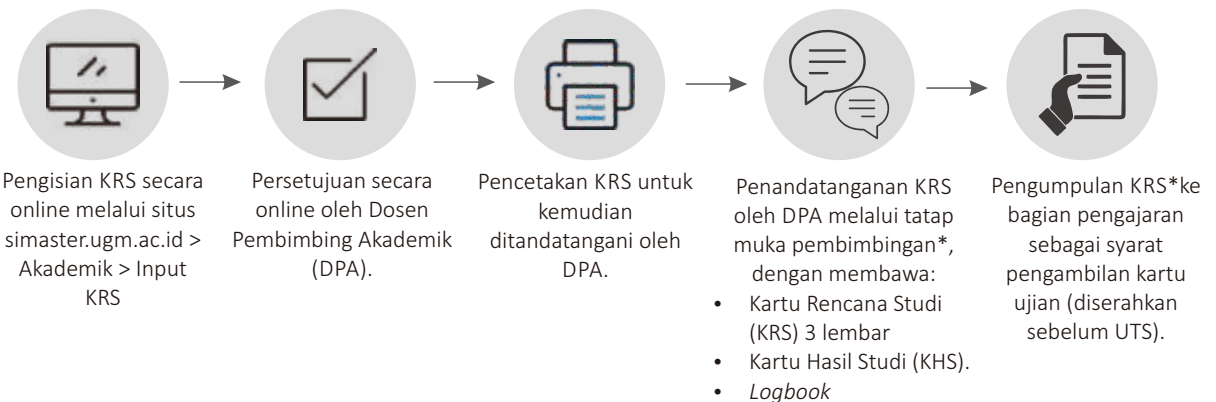 Pengisian KRS secara
online melalui situs
simaster.ugm.ac.id >
Akademik > Input
KRS
Persetujuan secara
online oleh Dosen
Pembimbing Akademik
(DPA).
Pencetakan KRS untuk
kemudian
ditandatangani oleh
DPA.
Penandatanganan KRS
oleh DPA melalui tatap
muka pembimbingan*,
dengan membawa:
• Kartu Rencana Studi
(KRS) 3 lembar
• Kartu Hasil Studi (KHS).
• Logbook
Pengumpulan KRS*ke
bagian pengajaran
sebagai syarat
pengambilan kartu
ujian (diserahkan
sebelum UTS).